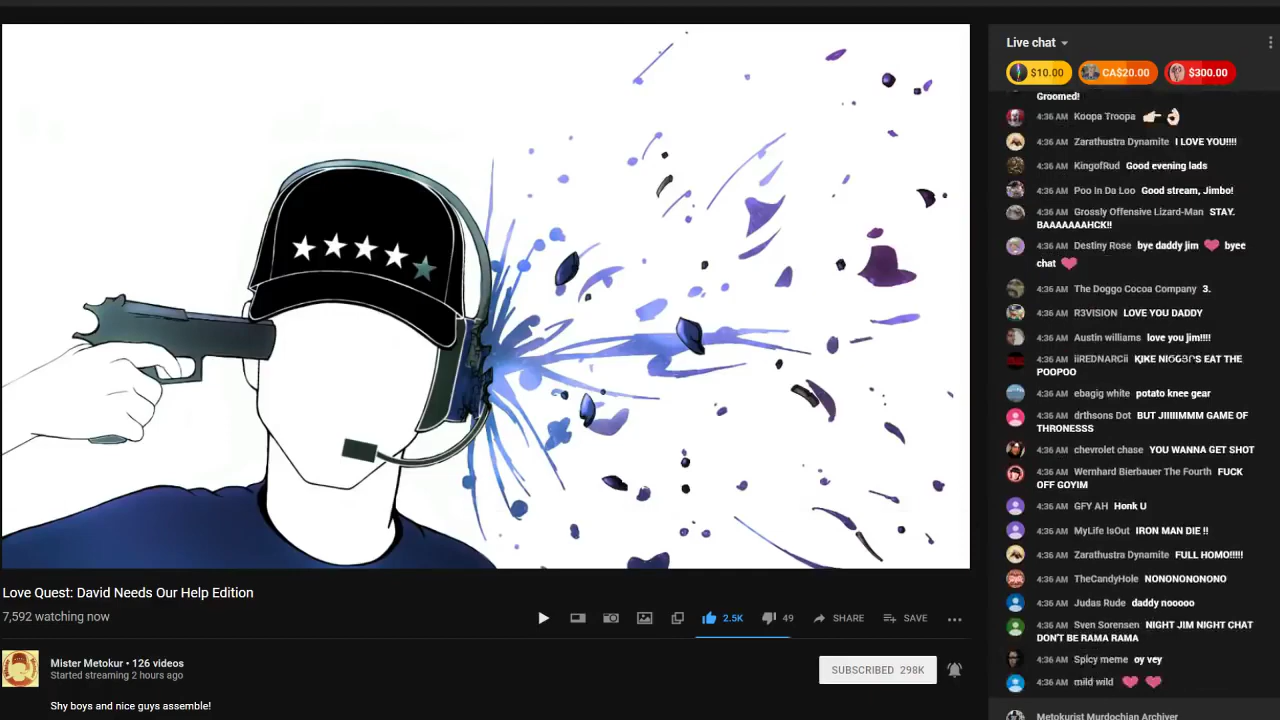 Live chat
$10.00
CA$20.00
$300.00
Groomed!
4:36 AM Koopa Troopa
4:36 AM Zarathustra Dynamite I LOVE YOU!!!!
4:36 AM KingofRud Good evening lads
4:36 AM Poo In Da Loo Good stream, Jimbo!
4:36 AM Grossly Offensive Lizard-Man STAY.
BAAAAAAHCK!!
4:36 AM Destiny Rose bye daddy jim byee
chat
4:36 AM The Doggo Cocoa Company 3.
4:36 AM R3VISION LOVE YOU DADDY
4:36 AM Austin williams love you jim!!!!
4:36 AM iiREDNARCii KJKE NIGG3I'S EAT THE
POOPOO
4:36 AM ebagig white potato knee gear
4:36 AM drthsons Dot BUT JIIIIMMM GAME OF
THRONESSS
4:36 AM chevrolet chase YOU WANNA GET SHOT
4:36 AM Wernhard Bierbauer The Fourth FUCK
OFF GOYIM
4:36 AM GFY AH Honk U
4:36 AM MyLife IsOut IRON MAN DIE !!
4:36 AM Zarathustra Dynamite FULL HOMO!!!!!
4:36 AM TheCandyHole NONONONONONO
4:36 AM Judas Rude daddy nooooo
4:36 AM Sven Sorensen NIGHT JIM NIGHT CHAT
DON'T BE RAMA RAMA
4:36 AM Spicy meme oy vey
4:36 AM mild wild
Metokurist Murdochian Archiver
Love Quest: David Needs Our Help Edition
7,592 watching now
2.5K
49
SHARE
SAVE
Mister Metokur • 126 videos
Started streaming 2 hours ago
SUBSCRIBED 298K
Shy boys and nice guys assemble!